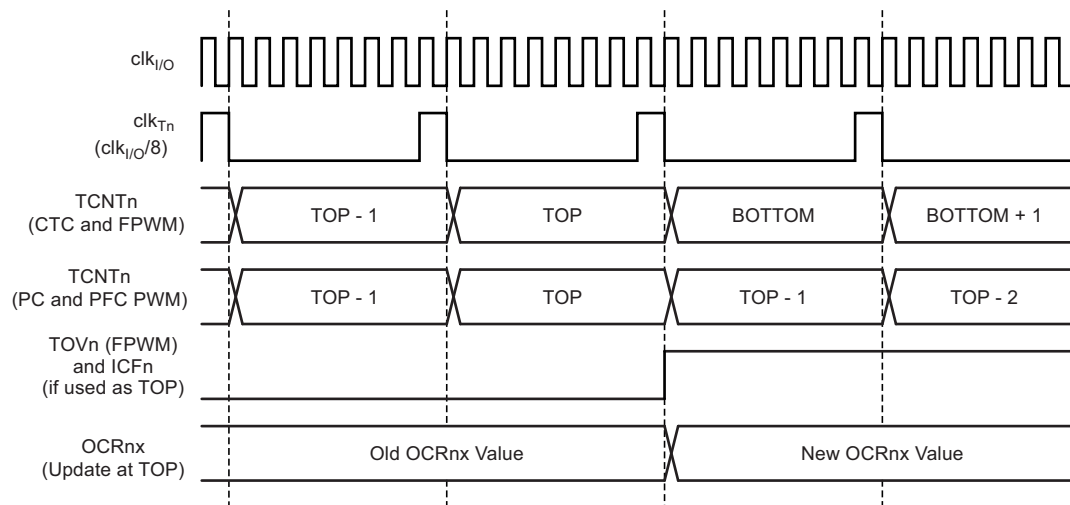 clkI/O
clkTn
(clkI/O/8)
TCNTn
(CTC and FPWM)
TOP - 1
TOP
BOTTOM
BOTTOM + 1
TCNTn
(PC and PFC PWM)
TOP - 1
TOP
TOP - 1
TOP - 2
TOVn (FPWM)
and ICFn
(if used as TOP)
OCRnx
(Update at TOP)
Old OCRnx Value
New OCRnx Value